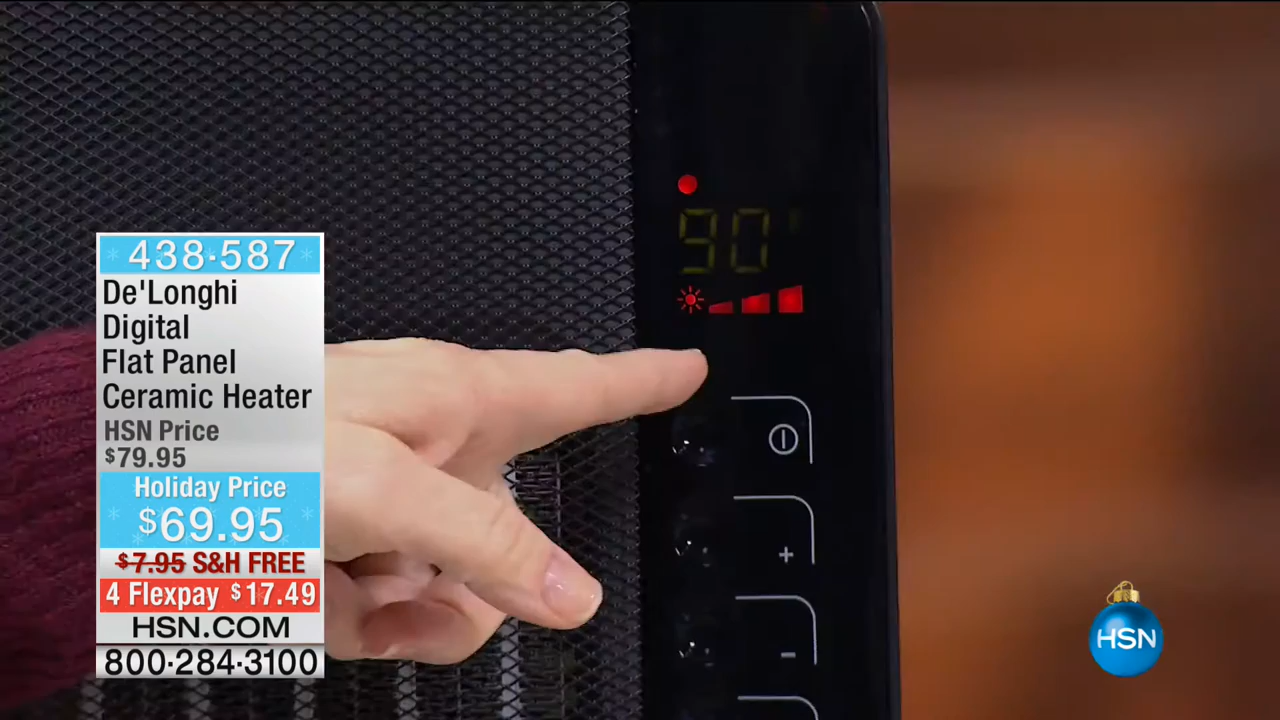 438·587
De'Longhi
Digital
Flat Panel
Ceramic Heater
HSN Price
$79.95
Holiday Price
$69.95
$7.95 S&H FREE
4 Flexpay $17.49
HSN.COM
800·284·3100
90°F
+
-
HSN